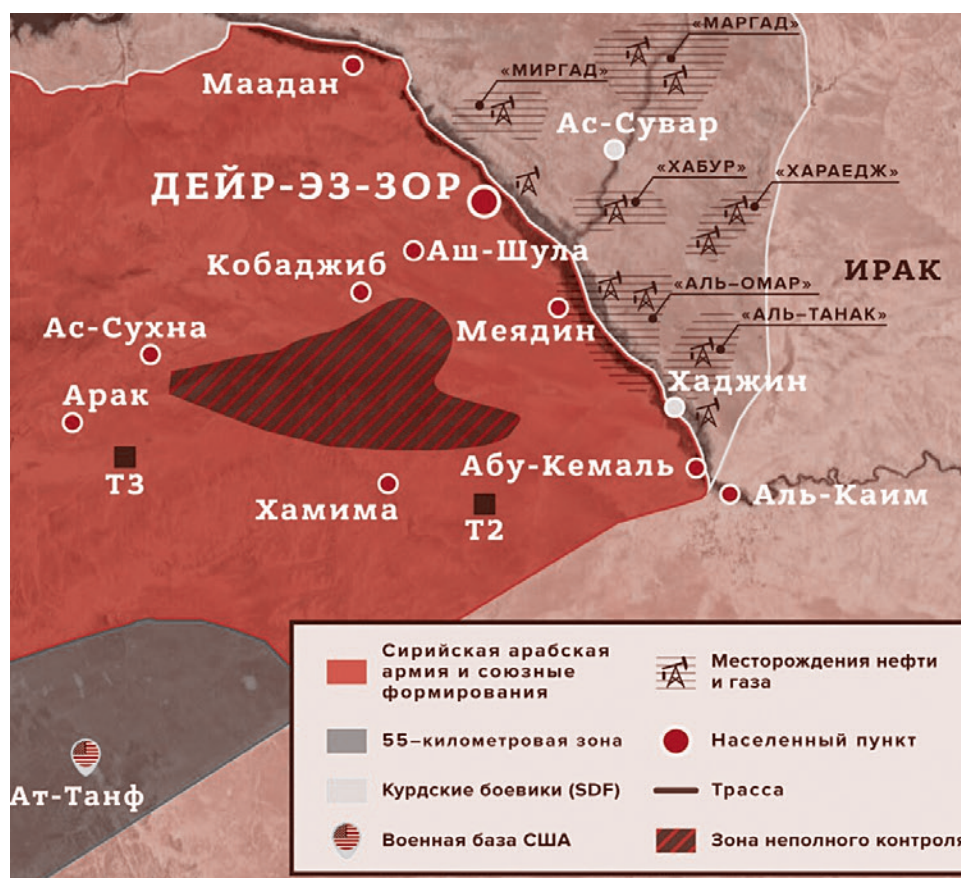 «МАРГАД»
Маадан
«МИРГАД»
Ас-Сувар
ДЕЙР-ЭЗ-ЗОР
«ХАБУР»
«ХАРАЕДЖ»
Аш-Шула
Кобаджиб
ИРАК
«АЛЬ–ОМАР»
Ас-Сухна
Меядин
«АЛЬ–ТАНАК»
Арак
Хаджин
Т3
Абу-Кемаль
Хамима
Т2
Аль-Каим
Ат-Танф
Сирийская арабская
армия и союзные
формирования
55–километровая зона
Курдские боевики (SDF)
Военная база США
Месторождения нефти
и газа
Населенный пункт
Трасса
Зона неполного контроля